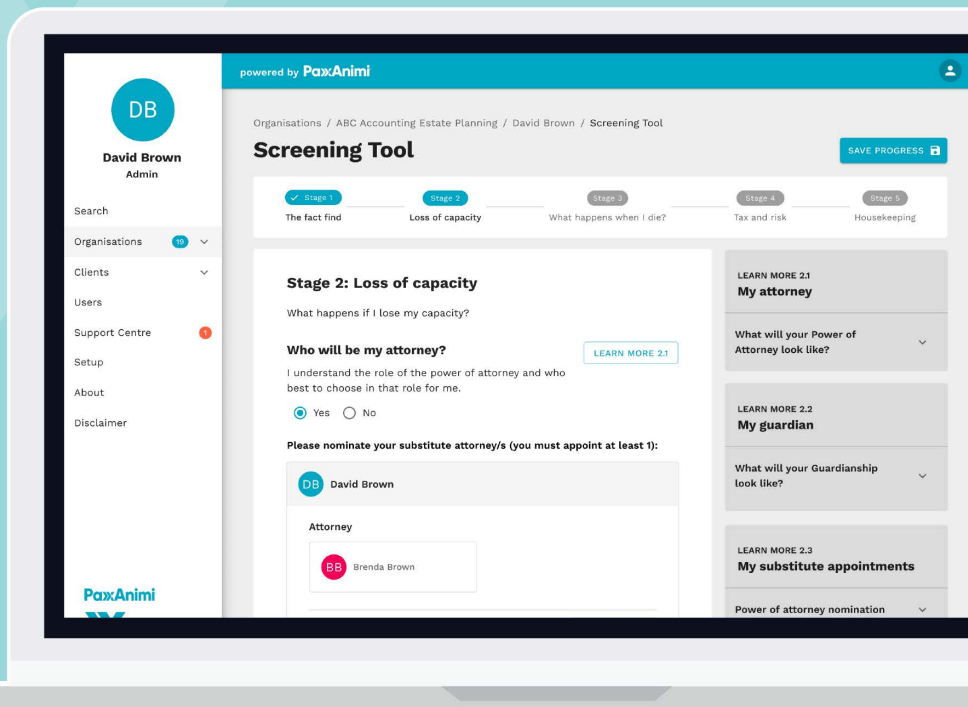 powered by PaxAnimi
DB
David Brown
Admin
Search
Organisations 19
Clients
Users
Support Centre 1
Setup
About
Disclaimer
PaxAnimi
Organisations / ABC Accounting Estate Planning / David Brown / Screening Tool
Screening Tool
SAVE PROGRESS
Stage 1
The fact find
Stage 2
Loss of capacity
Stage 3
What happens when I die?
Stage 4
Tax and risk
Stage 5
Housekeeping
Stage 2: Loss of capacity
What happens if I lose my capacity?
Who will be my attorney?
LEARN MORE 2.1
I understand the role of the power of attorney and who
best to choose in that role for me.
Yes No
Please nominate your substitute attorney/s (you must appoint at least 1):
DB David Brown
Attorney
BB Brenda Brown
LEARN MORE 2.1
My attorney
What will your Power of
Attorney look like?
LEARN MORE 2.2
My guardian
What will your Guardianship
look like?
LEARN MORE 2.3
My substitute appointments
Power of attorney nomination